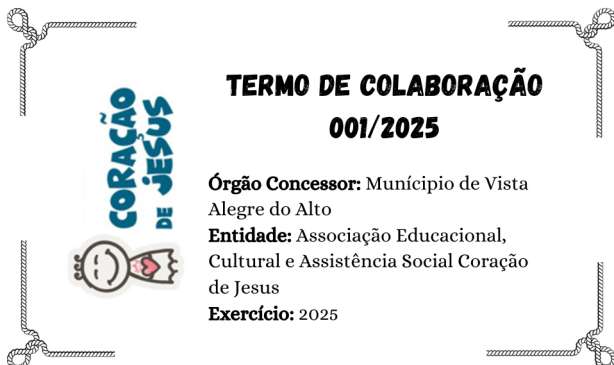 CORAÇÃO
DE JESUS
TERMO DE COLABORAÇÃO
001/2025
Órgão Concessor: Munícipio de Vista
Alegre do Alto
Entidade: Associação Educacional,
Cultural e Assistência Social Coração
de Jesus
Exercício: 2025